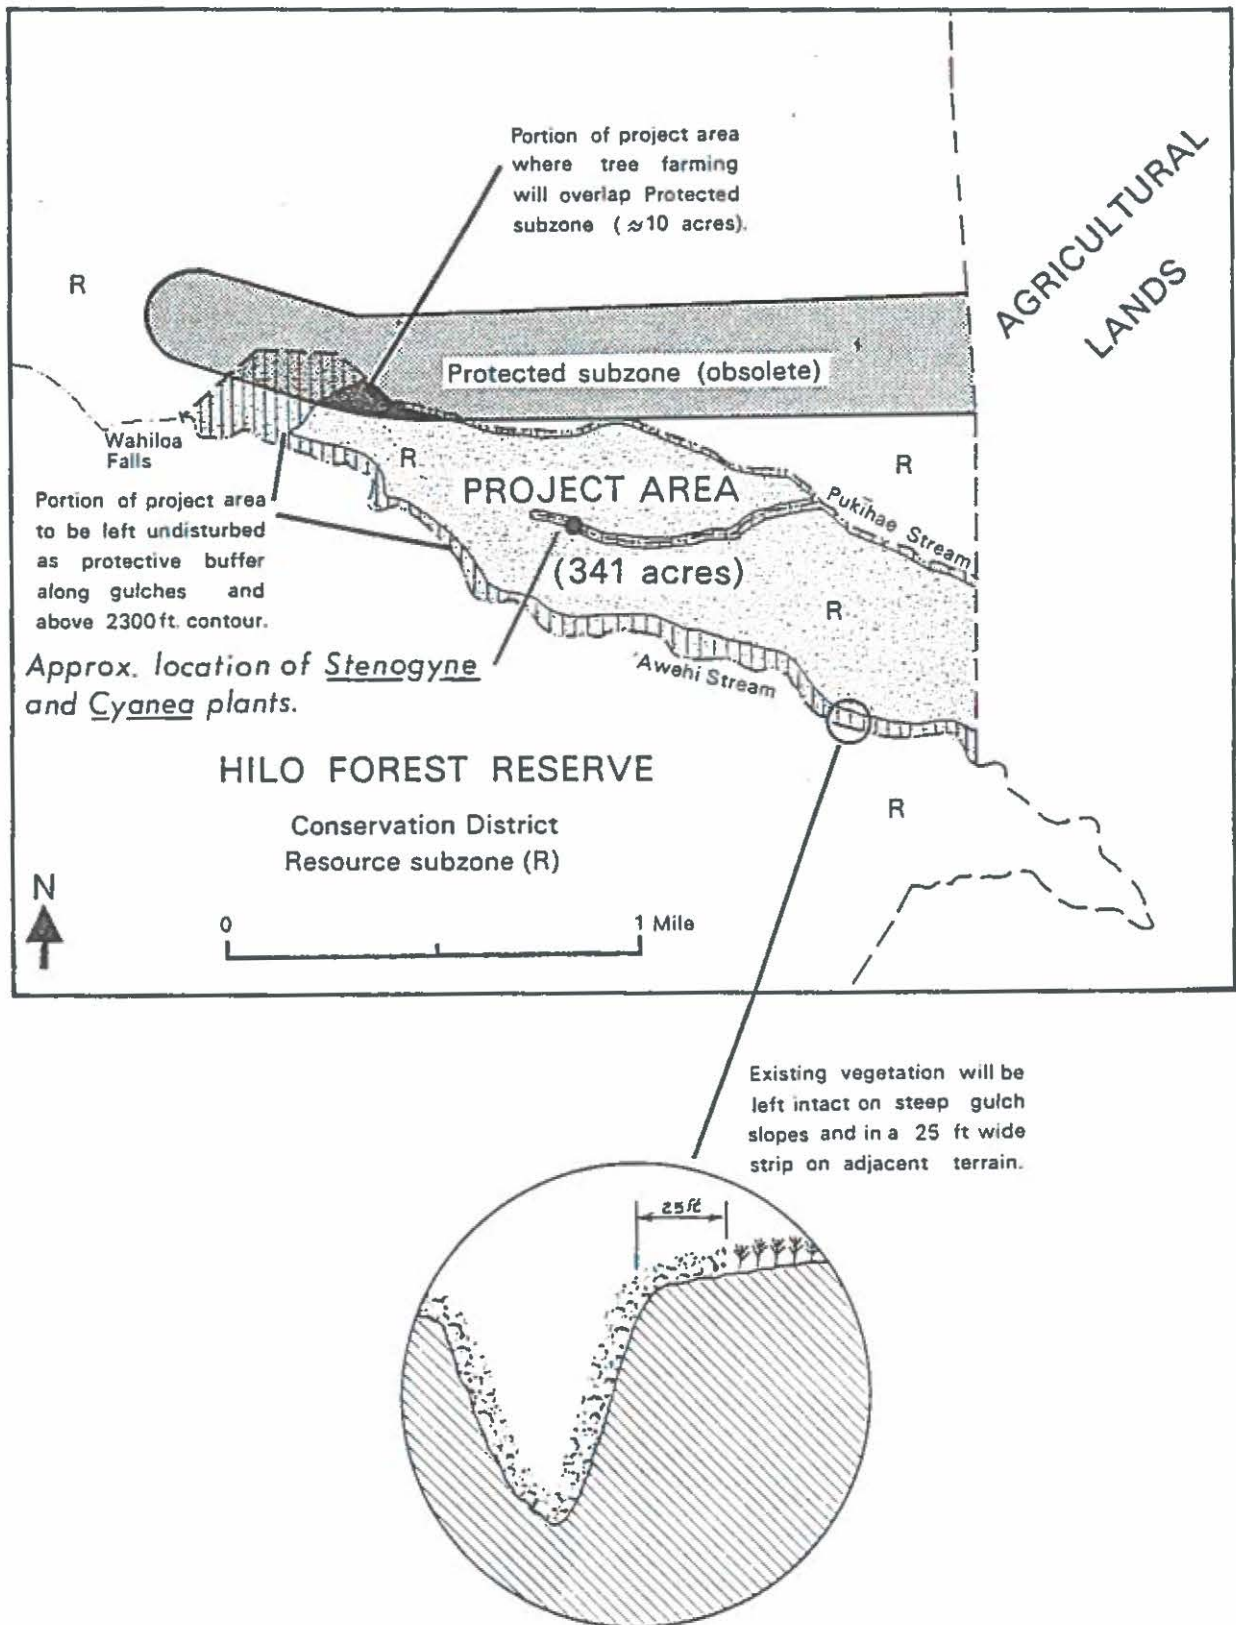 Portion of project area
where tree farming
will overlap Protected
subzone (≈10 acres).
AGRICULTURAL
LANDS
R
Protected subzone (obsolete)
Wahiloa
Falls
R
R
PROJECT AREA
Pukihae Stream
Portion of project area
to be left undisturbed
as protective buffer
along gulches and
above 2300 ft. contour.
(341 acres)
R
Approx. location of Stenogyne
and Cyanea plants.
'Awehi Stream
HILO FOREST RESERVE
Conservation District
Resource subzone (R)
R
N
0
1 Mile
Existing vegetation will be
left intact on steep gulch
slopes and in a 25 ft wide
strip on adjacent terrain.
25 ft